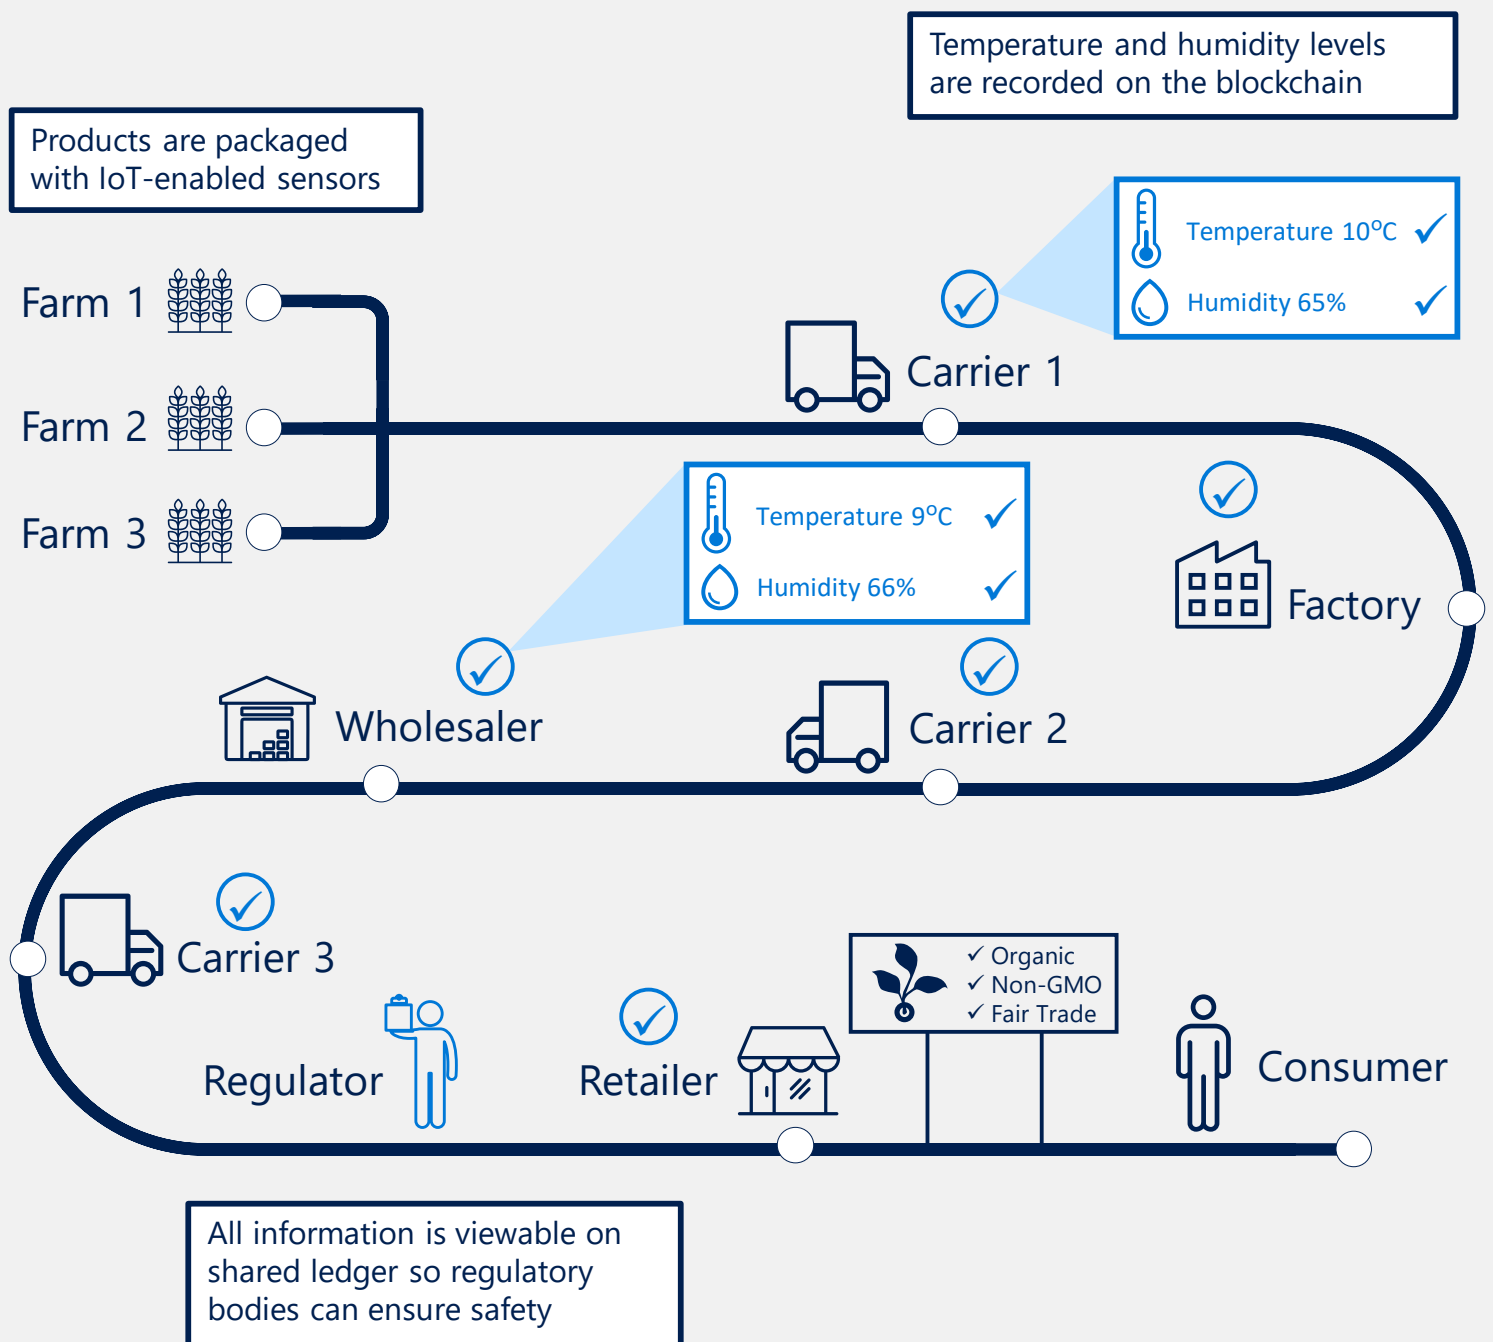 Temperature and humidity levels
are recorded on the blockchain
Products are packaged
with IoT-enabled sensors
Temperature 10°C
Humidity 65%
Farm 1
Carrier 1
Farm 2
Farm 3
Temperature 9°C
Humidity 66%
Factory
Wholesaler
Carrier 2
Carrier 3
✓ Organic
✓ Non-GMO
✓ Fair Trade
Regulator
Retailer
Consumer
All information is viewable on
shared ledger so regulatory
bodies can ensure safety